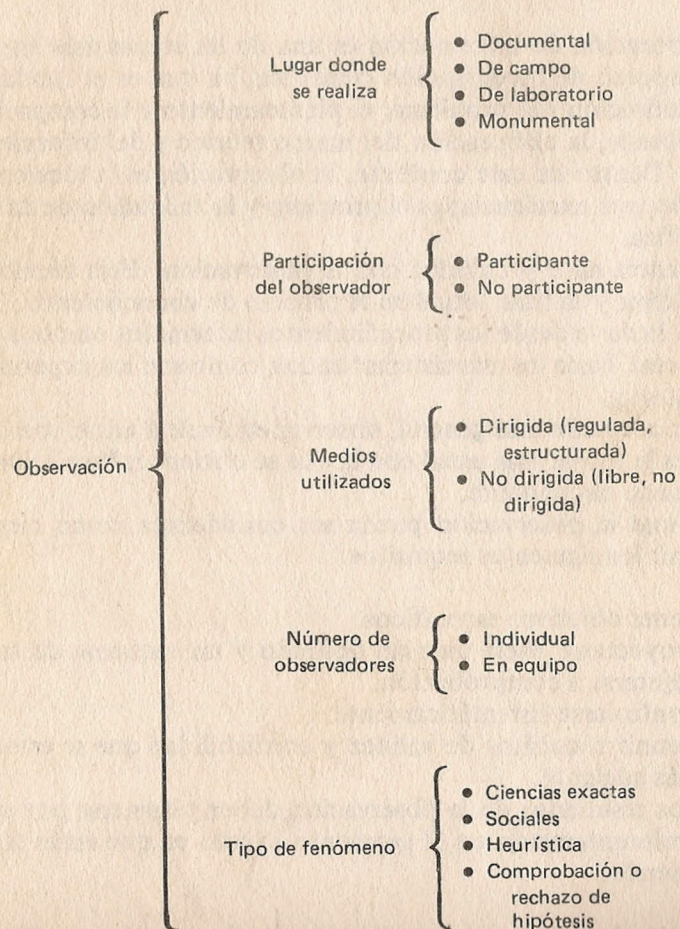 Lugar donde
se realiza
• Documental
• De campo
• De laboratorio
• Monumental
Participación
del observador
• Participante
• No participante
Observación
Medios
utilizados
• Dirigida (regulada,
estructurada)
• No dirigida (libre, no
dirigida)
Número de
observadores
• Individual
• En equipo
Tipo de fenómeno
• Ciencias exactas
• Sociales
• Heurística
• Comprobación o
rechazo de
hipótesis